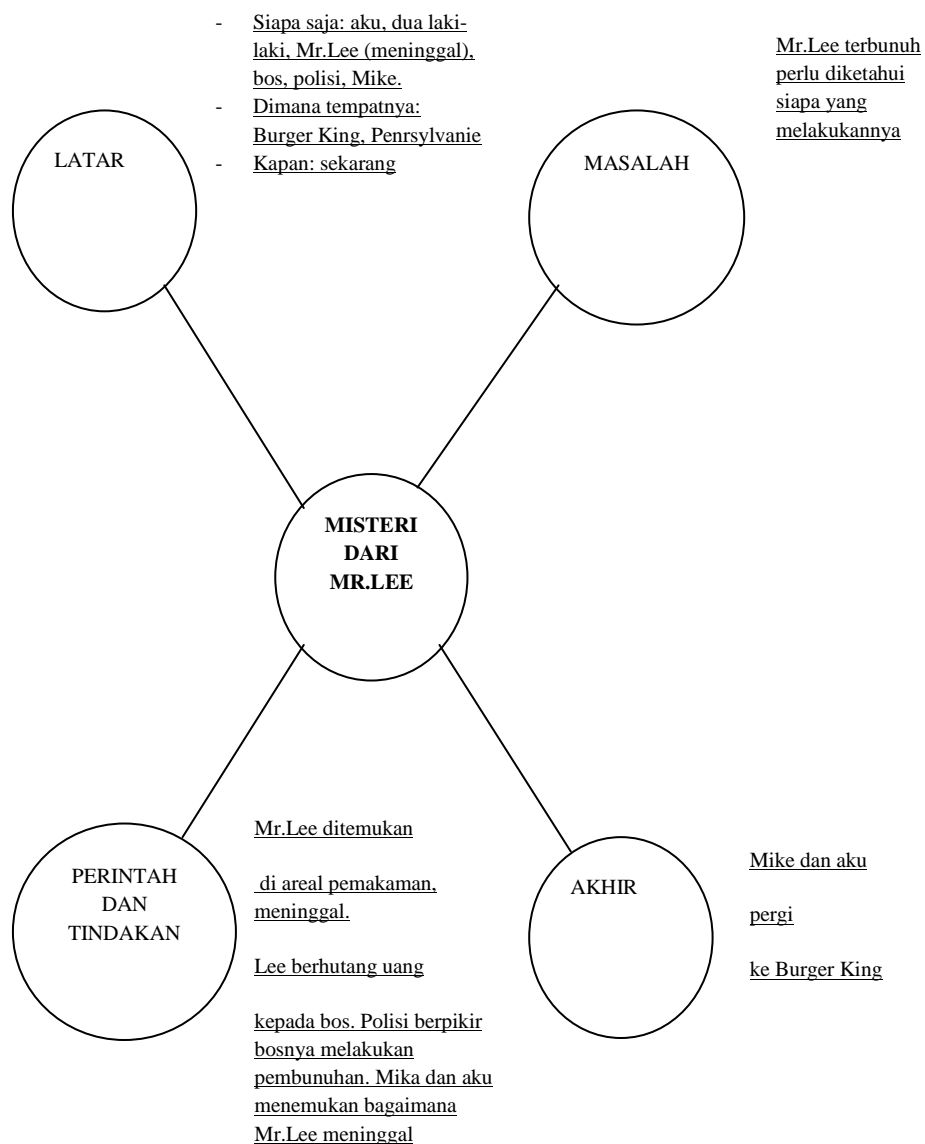 - Siapa saja: aku, dua laki-
laki, Mr.Lee (meninggal),
bos, polisi, Mike.
- Dimana tempatnya:
Burger King, Penrsylvanie
- Kapan: sekarang
LATAR
Mr.Lee terbunuh
perlu diketahui
siapa yang
melakukannya
MASALAH
MISTERI
DARI
MR.LEE
PERINTAH
DAN
TINDAKAN
Mr.Lee ditemukan
di areal pemakaman,
meninggal.
Lee berhutang uang
kepada bos. Polisi berpikir
bosnya melakukan
pembunuhan. Mika dan aku
menemukan bagaimana
Mr.Lee meninggal
AKHIR
Mike dan aku
pergi
ke Burger King